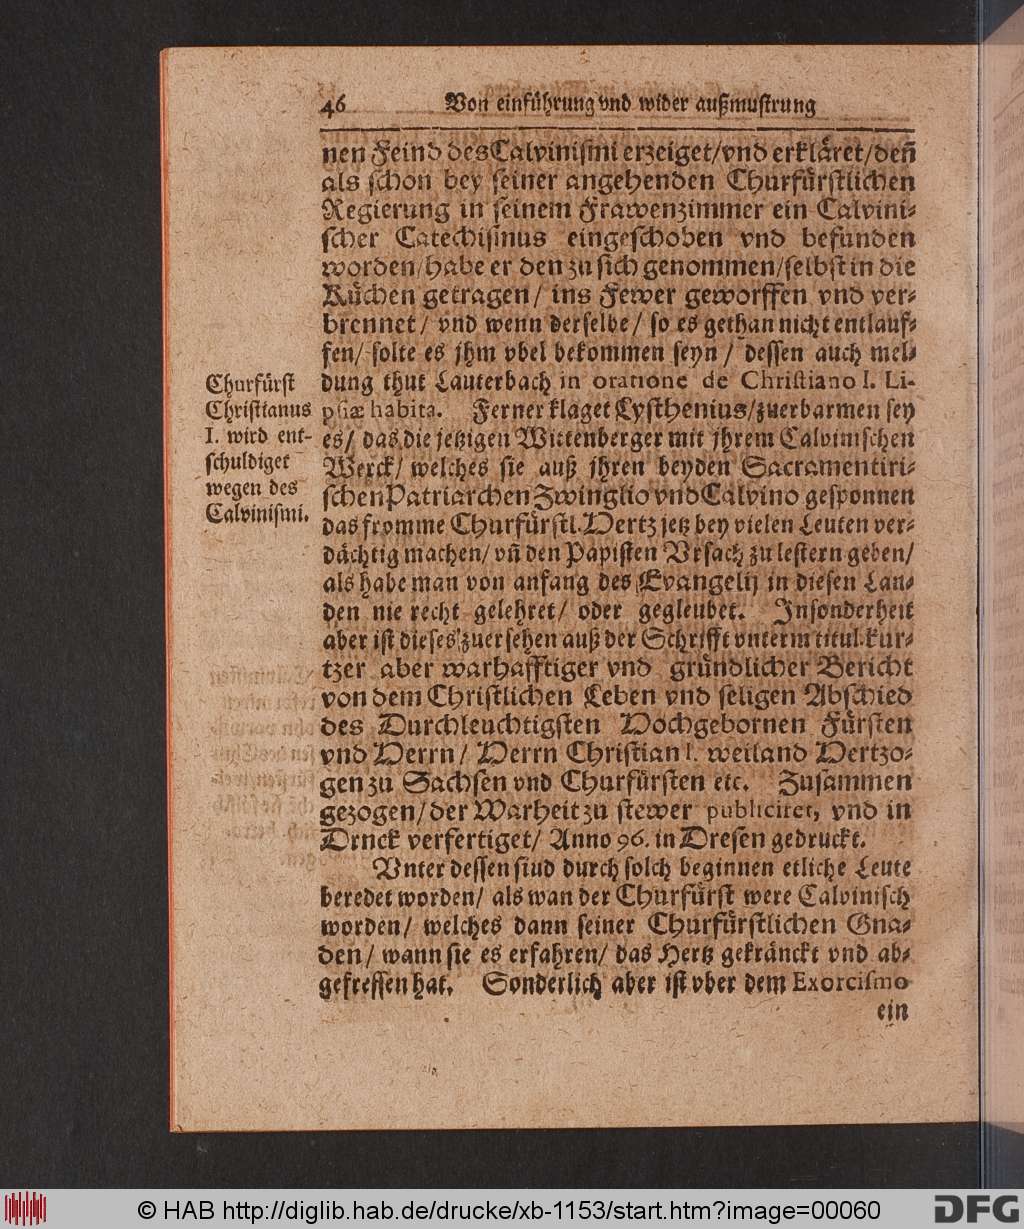 46 Von einführung vnd wider außmustrung
nen Feind des Calvinismi erzeiget/ vnd erkläret/ deñ
als schon bey seiner angehenden Churfürstlichen
Regierung in seinem Frawenzimmer ein Calvini-
scher Catechismus eingeschoben vnd befunden
worden/ habe er den zu sich genommen/ selbst in die
Küchen getragen/ ins Fewer geworffen vnd ver-
brennet/ vnd wenn derselbe/ so es gethan nicht entlauf-
fen/ solte es jhm vbel bekommen seyn/ dessen auch mel-
dung thut Lauterbach in oratione de Christiano I. Li-
psiæ habita. Ferner klaget Lysthenius/ zuerbarmen sey
es/ das die jetzigen Wittenberger mit jhrem Calvinischen
Werck/ welches sie auß jhren beyden Sacramentiri-
schen Patriarchen Zwinglio vnd Calvino gesponnen
das fromme Churfürstl. Hertz jetz bey vielen Leuten ver-
dächtig machen/ vñ den Papisten Vrsach zu lestern geben/
als habe man von anfang des Evangelij in diesen Lan-
den nie recht gelehret/ oder gegleubet. Insonderheit
aber ist dieses zuersehen auß der Schrifft vnterm titul. kur-
tzer aber warhafftiger vnd gründlicher Bericht
von dem Christlichen Leben vnd seligen Abschied
des Durchleuchtigsten Hochgebornen Fürsten
vnd Herrn/ Herrn Christian I. weiland Hertzo-
gen zu Sachsen vnd Churfürsten etc. Zusammen
gezogen/ der Warheit zu stewer publiciret, vnd in
Drnck verfertiget/ Anno 96. in Dresen gedruckt.
Vnter dessen siud durch solch beginnen etliche Leute
beredet worden/ als wan der Churfürst were Calvinisch
worden/ welches dann seiner Churfürstlichen Gna-
den/ wann sie es erfahren/ das Hertz gekränckt vnd ab-
gefressen hat. Sonderlich aber ist vber dem Exorcismo
ein
Churfürst
Christianus
I. wird ent-
schuldiget
wegen des
Calvinismi.
© HAB http://diglib.hab.de/drucke/xb-1153/start.htm?image=00060
DFG